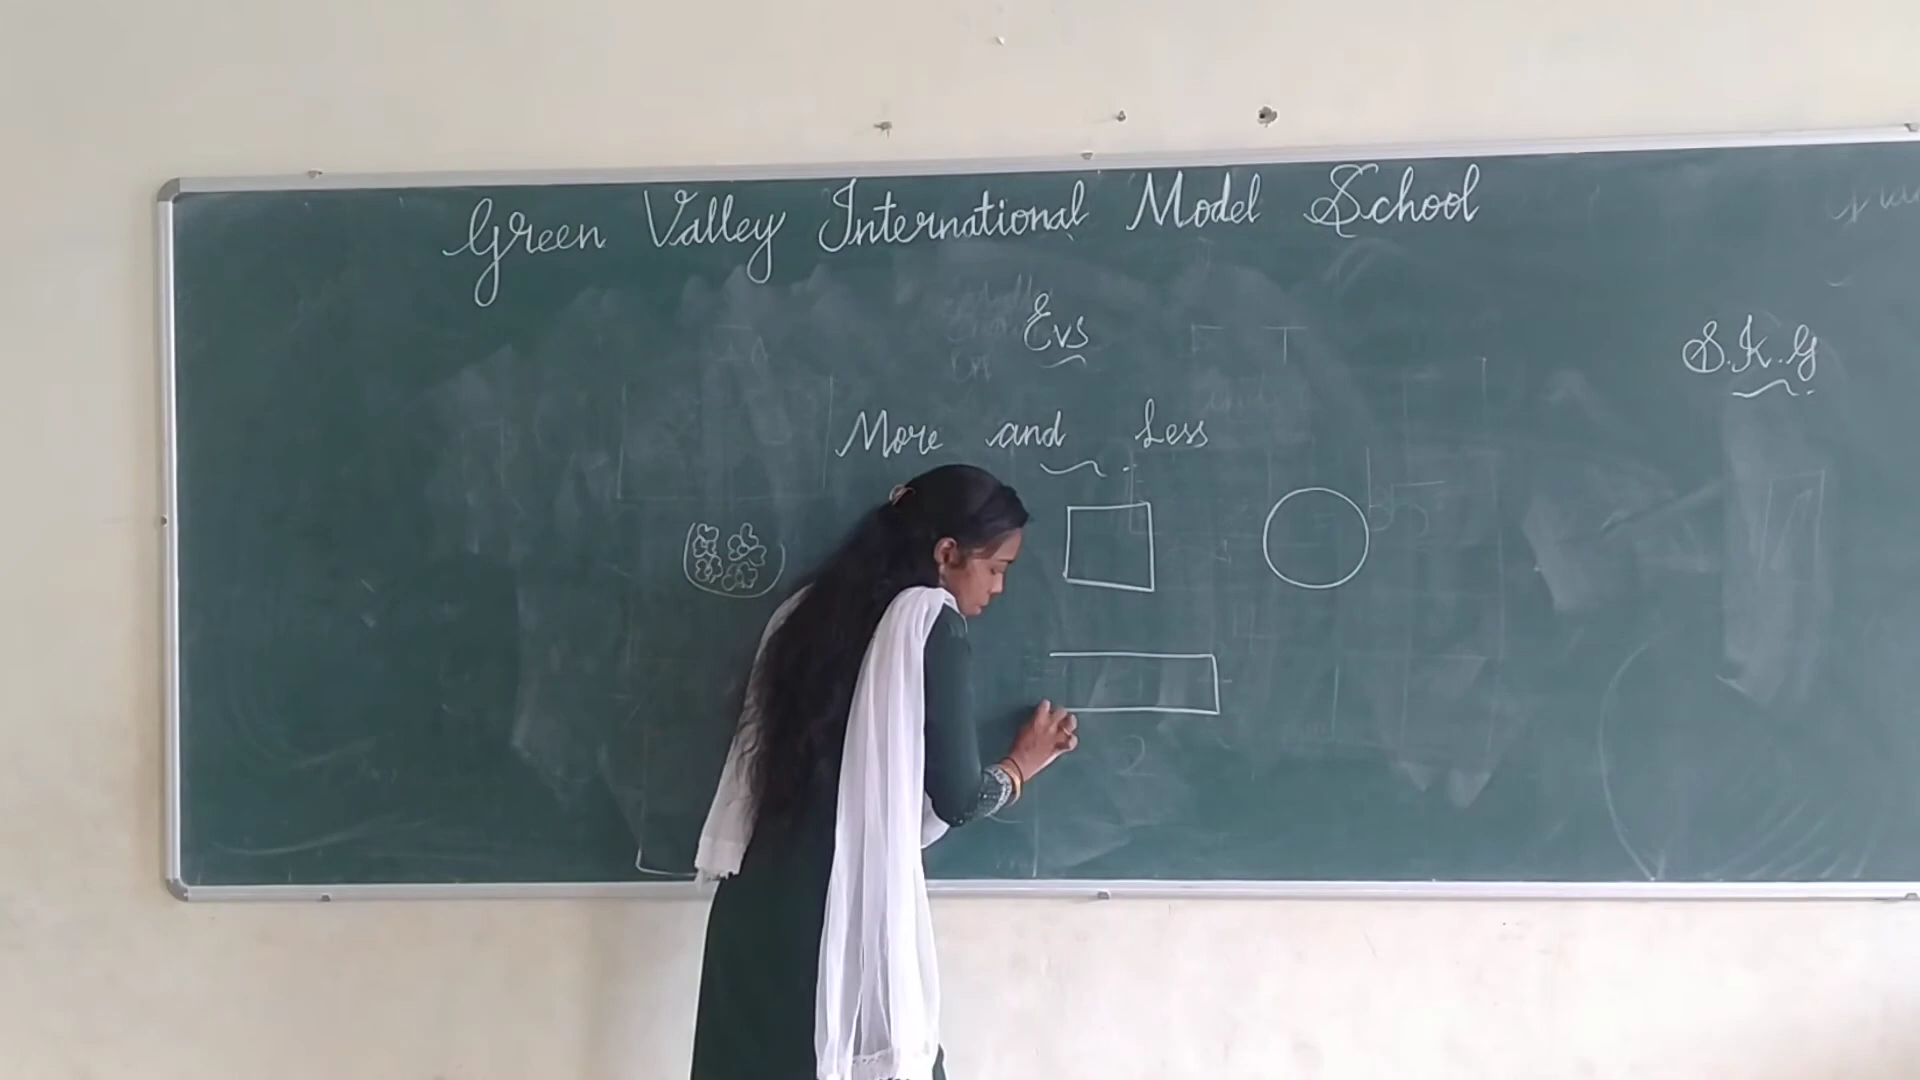 Green Valley International Model School
Evs
S.K.G
More and Less